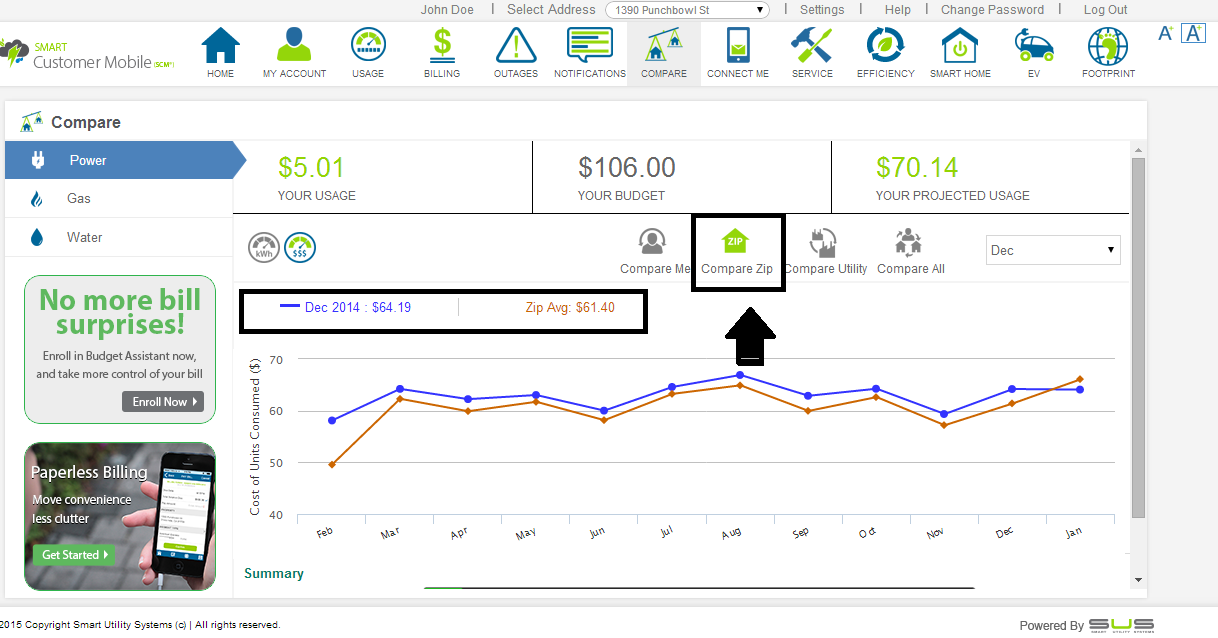 John Doe | Select Address 1390 Punchbowl St | Settings | Help | Change Password | Log Out
SMART
Customer Mobile (SCM®)
A+ A+
HOME MY ACCOUNT USAGE BILLING OUTAGES NOTIFICATIONS COMPARE CONNECT ME SERVICE EFFICIENCY SMART HOME EV FOOTPRINT
Compare
Power
Gas
Water
$5.01 $106.00 $70.14
YOUR USAGE YOUR BUDGET YOUR PROJECTED USAGE
kWh $$$
ZIP
Compare Me Compare Zip Compare Utility Compare All
Dec
Dec 2014 : $64.19 Zip Avg: $61.40
No more bill
surprises!
Enroll in Budget Assistant now,
and take more control of your bill
Enroll Now
Paperless Billing
Move convenience
less clutter
Get Started
Cost of Units Consumed ($)
70
60
50
40
Feb Mar Apr May Jun Jul Aug Sep Oct Nov Dec Jan
Summary
2015 Copyright Smart Utility Systems (c) | All rights reserved.
Powered By SUS
SMART UTILITY SYSTEMS